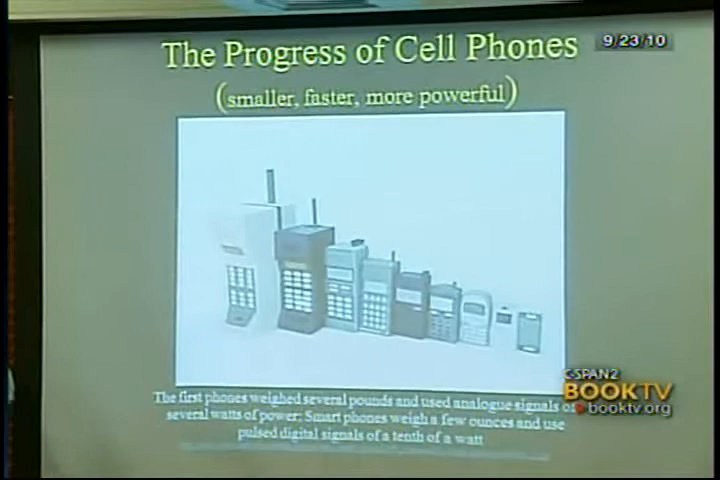 The Progress of Cell Phones
9/23/10
(smaller, faster, more powerful)
The first phones weighed several pounds and used analogue signals of
several watts of power; Smart phones weigh a few ounces and use
pulsed digital signals of a tenth of a watt
C-SPAN2
BOOKTV
booktv.org